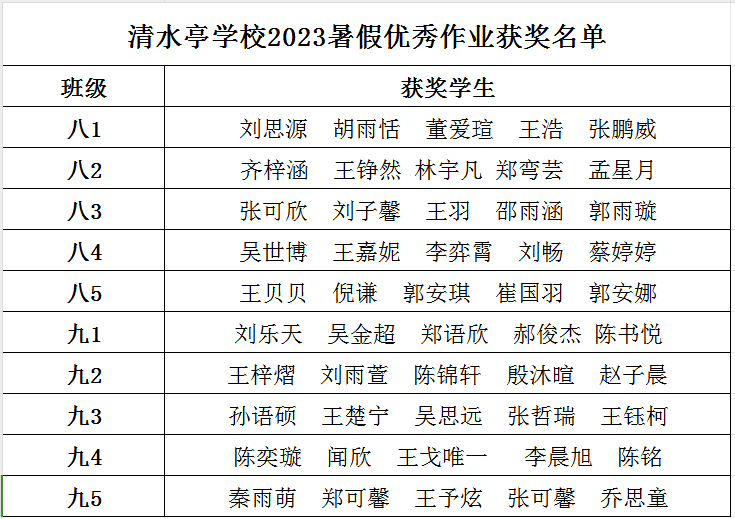 清水亭学校2023暑假优秀作业获奖名单
班级 获奖学生
八1 刘思源 胡雨恬 董爱瑄 王浩 张鹏威
八2 齐梓涵 王铮然 林宇凡 郑弯芸 孟星月
八3 张可欣 刘子馨 王羽 邵雨涵 郭雨璇
八4 吴世博 王嘉妮 李弈霄 刘畅 蔡婷婷
八5 王贝贝 倪谦 郭安琪 崔国羽 郭安娜
九1 刘乐天 吴金超 郑语欣 郝俊杰 陈书悦
九2 王梓熠 刘雨萱 陈锦轩 殷沐暄 赵子晨
九3 孙语硕 王楚宁 吴思远 张哲瑞 王钰柯
九4 陈奕璇 闻欣 王戈唯一 李晨旭 陈铭
九5 秦雨萌 郑可馨 王予炫 张可馨 乔思童